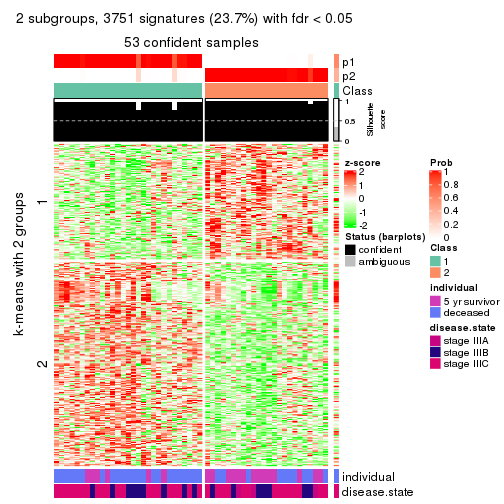 2 subgroups, 3751 signatures (23.7%) with fdr < 0.05
53 confident samples
p1
p2
Class
1
0.5
0
Silhouette
score
k-means with 2 groups
1
2
z-score
2
1
0
-1
-2
Status (barplots)
confident
ambiguous
Prob
1
0.8
0.6
0.4
0.2
0
Class
1
2
individual
5 yr survivor
deceased
disease.state
stage IIIA
stage IIIB
stage IIIC
individual
disease.state